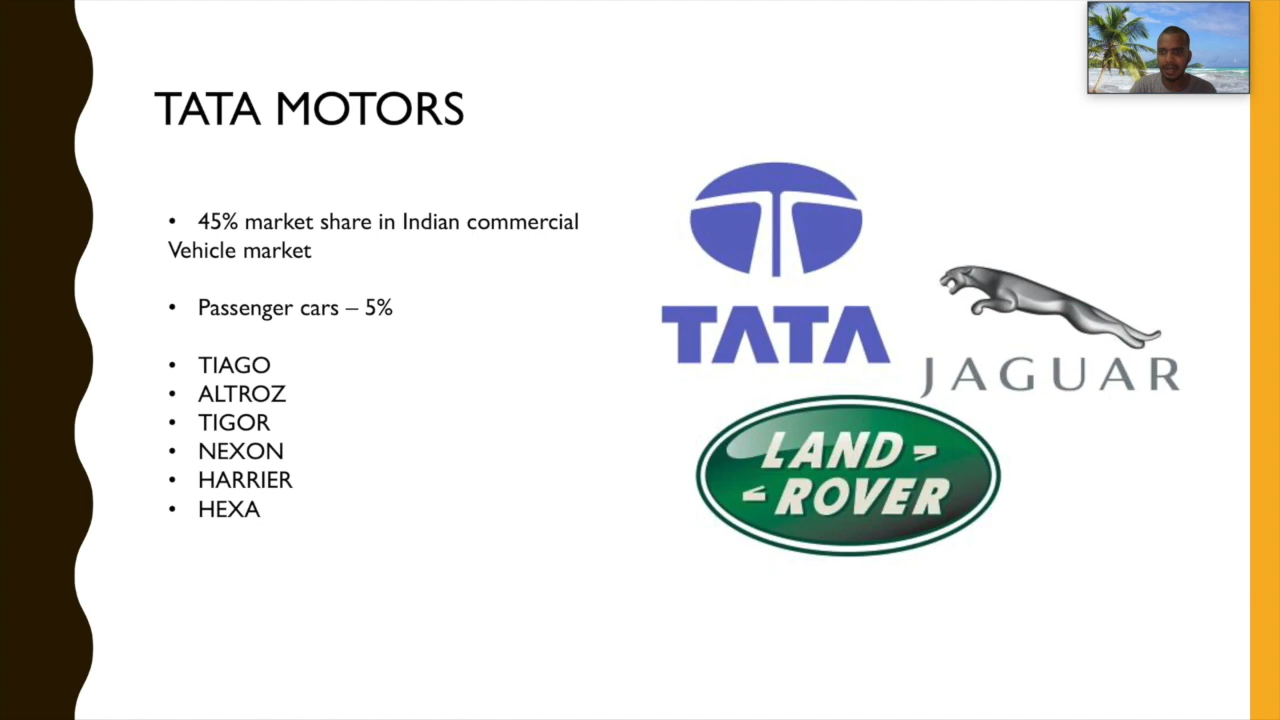 TATA MOTORS
• 45% market share in Indian commercial
Vehicle market
• Passenger cars – 5%
• TIAGO
• ALTROZ
• TIGOR
• NEXON
• HARRIER
• HEXA
TATA
JAGUAR
LAND
ROVER